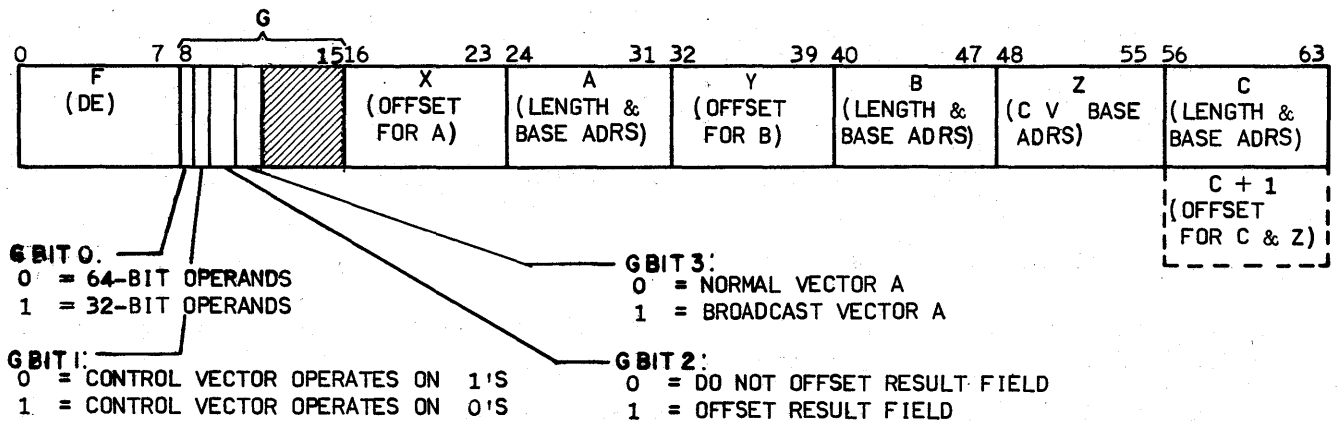 G
0 7 8 15 16 23 24 31 32 39 40 47 48 55 56 63
F
(DE)
X
(OFFSET
FOR A)
A
(LENGTH &
BASE ADRS)
Y
(OFFSET
FOR B)
B
(LENGTH &
BASE ADRS)
Z
(C V BASE
ADRS)
C
(LENGTH &
BASE ADRS)
C + 1
(OFFSET
FOR C & Z)
G BIT 0:
0 = 64-BIT OPERANDS
1 = 32-BIT OPERANDS
G BIT 1:
0 = CONTROL VECTOR OPERATES ON 1'S
1 = CONTROL VECTOR OPERATES ON 0'S
G BIT 3:
0 = NORMAL VECTOR A
1 = BROADCAST VECTOR A
G BIT 2:
0 = DO NOT OFFSET RESULT FIELD
1 = OFFSET RESULT FIELD